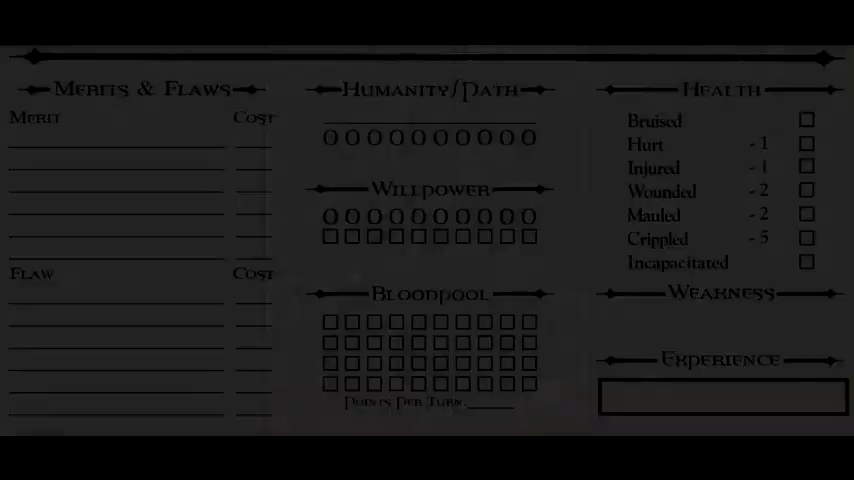 Merits & Flaws
Merit Cost
Flaw Cost
Humanity/Path
O O O O O O O O O O
Willpower
O O O O O O O O O O
Bloodpool
Points Per Turn:
Health
Bruised
Hurt - 1
Injured - 1
Wounded - 2
Mauled - 2
Crippled - 5
Incapacitated
Weakness
Experience